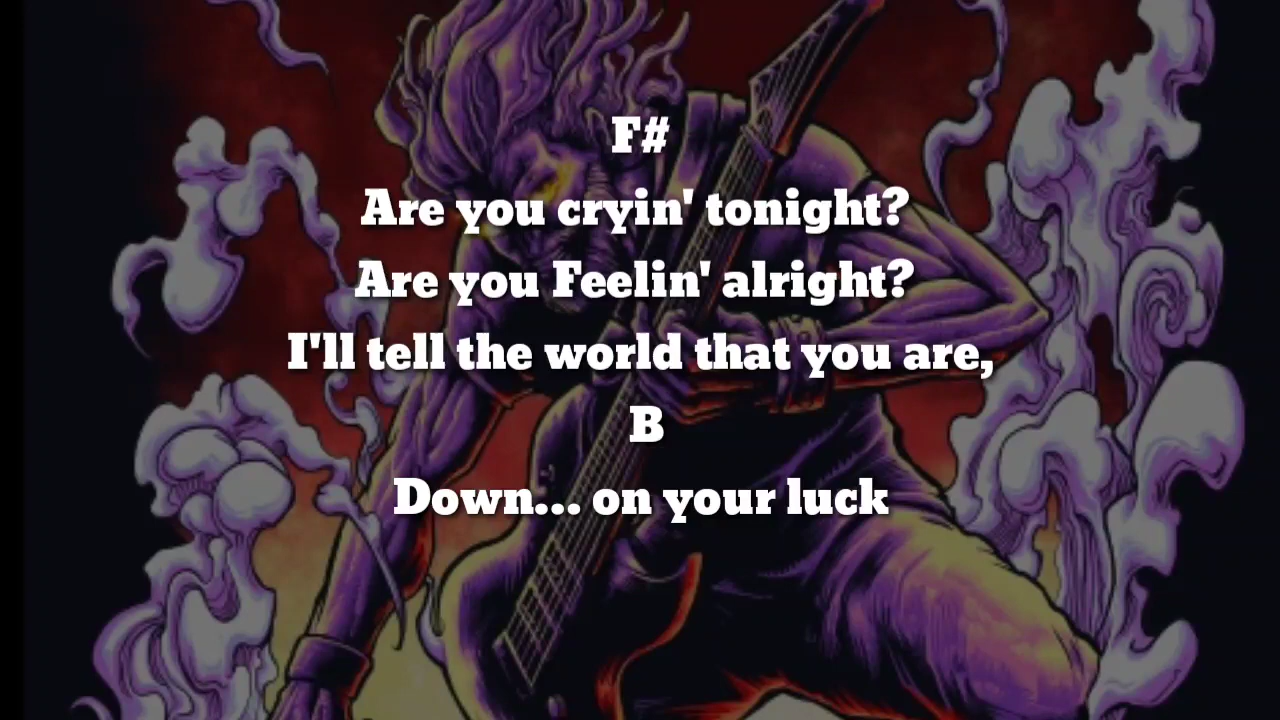 F#
Are you cryin' tonight?
Are you Feelin' alright?
I'll tell the world that you are,
B
Down... on your luck